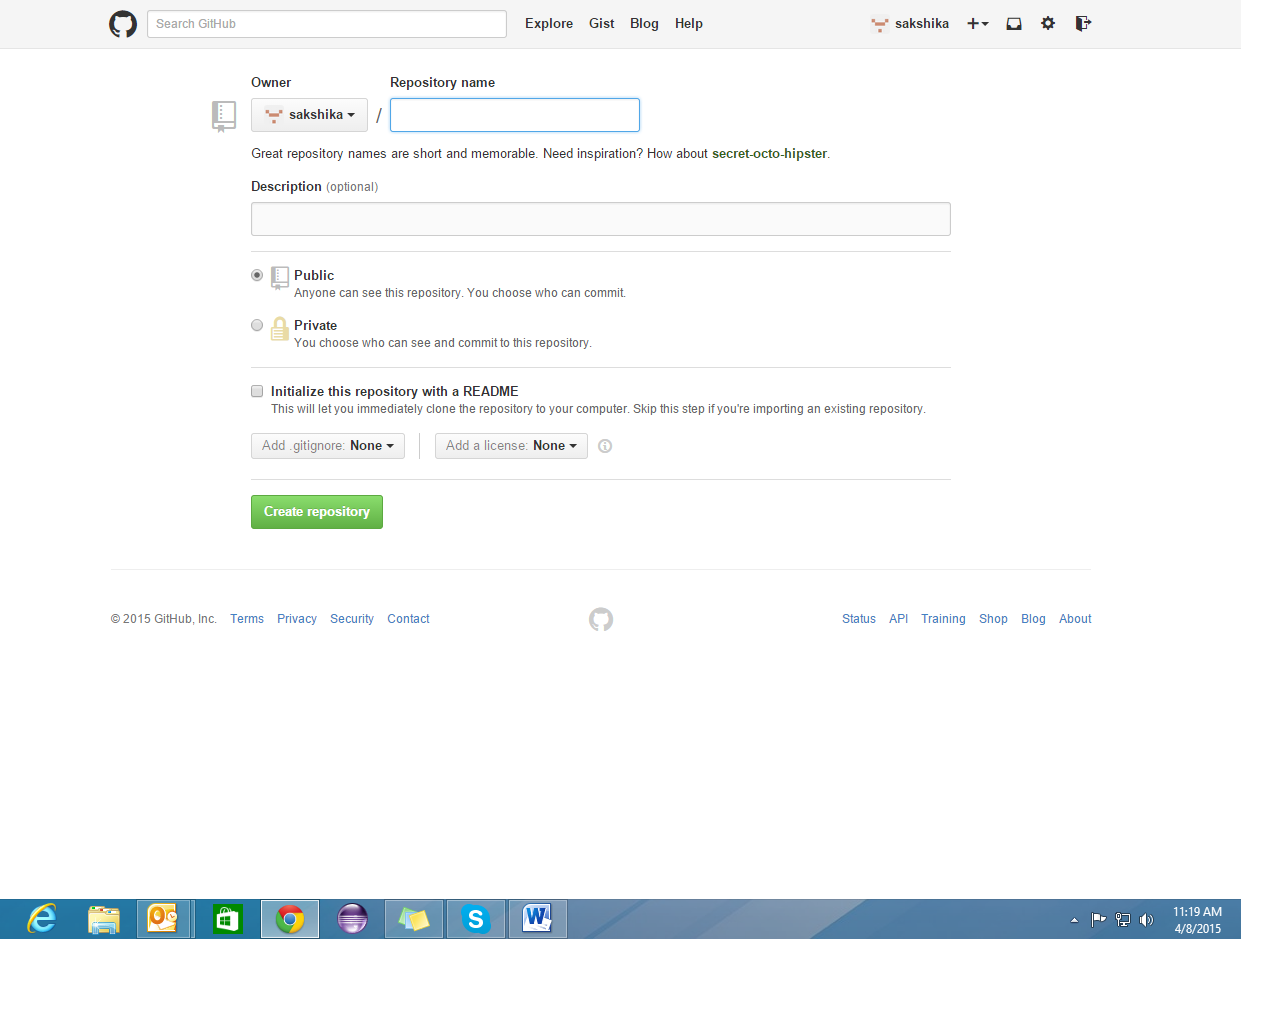 Search GitHub Explore Gist Blog Help sakshika
Owner Repository name
sakshika / 
Great repository names are short and memorable. Need inspiration? How about secret-octo-hipster.
Description (optional)
Public
Anyone can see this repository. You choose who can commit.
Private
You choose who can see and commit to this repository.
Initialize this repository with a README
This will let you immediately clone the repository to your computer. Skip this step if you're importing an existing repository.
Add .gitignore: None Add a license: None
Create repository
© 2015 GitHub, Inc. Terms Privacy Security Contact Status API Training Shop Blog About
11:19 AM
4/8/2015